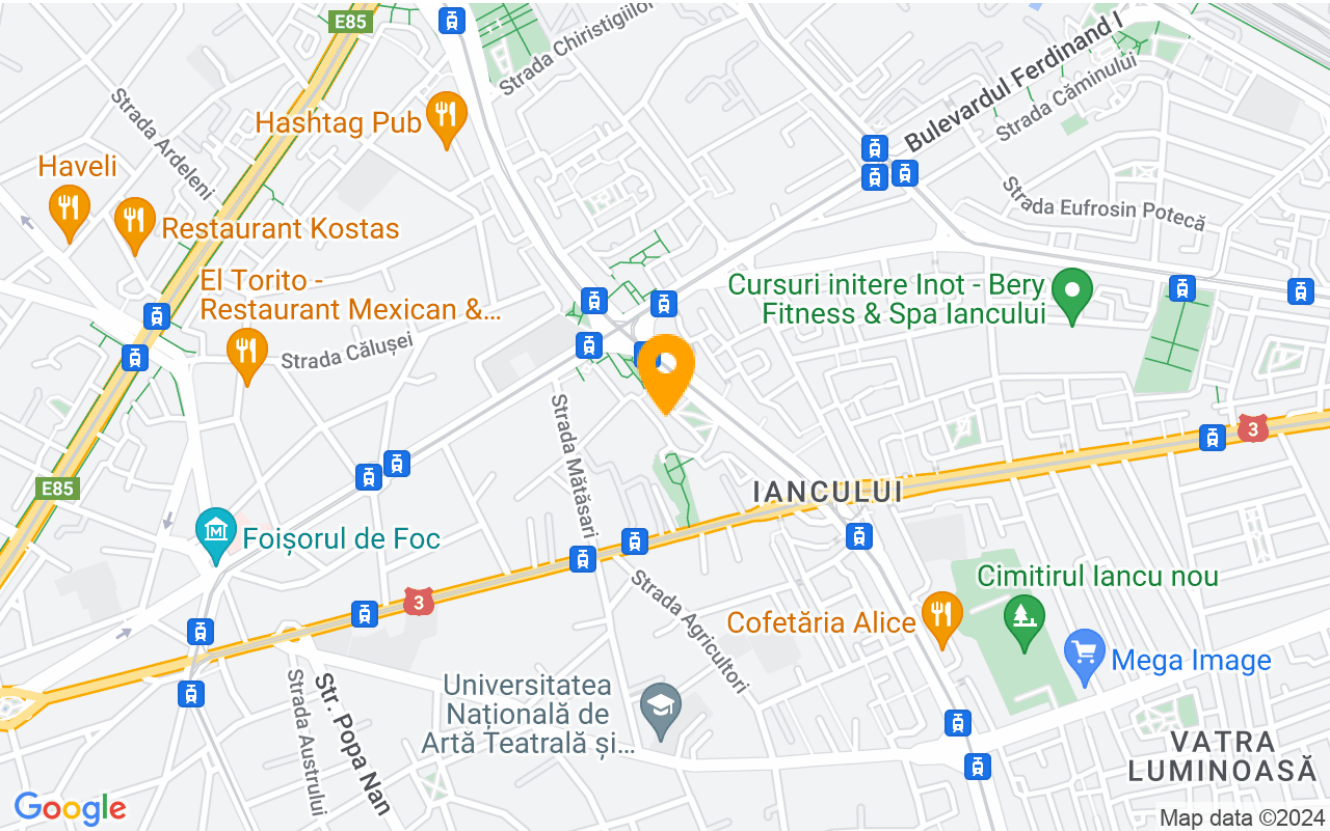 E85
Strada Chiristigiilor
Bulevardul Ferdinand I
Strada Căminului
Strada Ardeleni
Hashtag Pub
Haveli
Restaurant Kostas
Strada Eufrosin Potecă
El Torito -
Restaurant Mexican &...
Cursuri initere Inot - Bery
Fitness & Spa Iancului
Strada Călușei
Strada Mătăsari
3
E85
IANCULUI
Foișorul de Foc
3
Strada Agricultori
Cimitirul Iancu nou
Cofetăria Alice
Mega Image
Universitatea
Națională de
Artă Teatrală și...
Str. Popa Nan
Strada Austrului
VATRA
LUMINOASĂ
Google
Map data ©2024